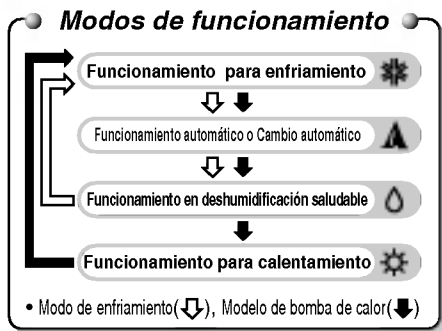 Modos de funcionamiento
Funcionamiento para enfriamiento
Funcionamiento automático o Cambio automático
Funcionamiento en deshumidificación saludable
Funcionamiento para calentamiento
• Modo de enfriamiento(), Modelo de bomba de calor()